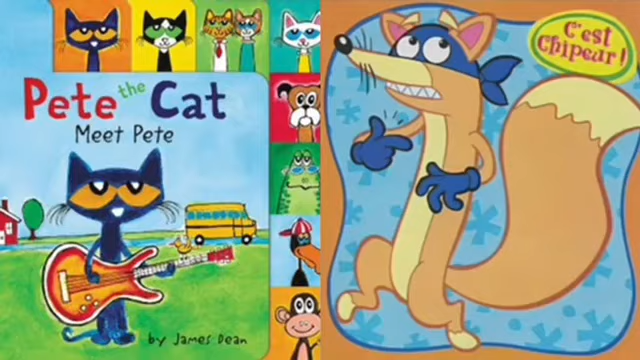 Pete the Cat
Meet Pete
by James Dean
C'est
Chipeur!